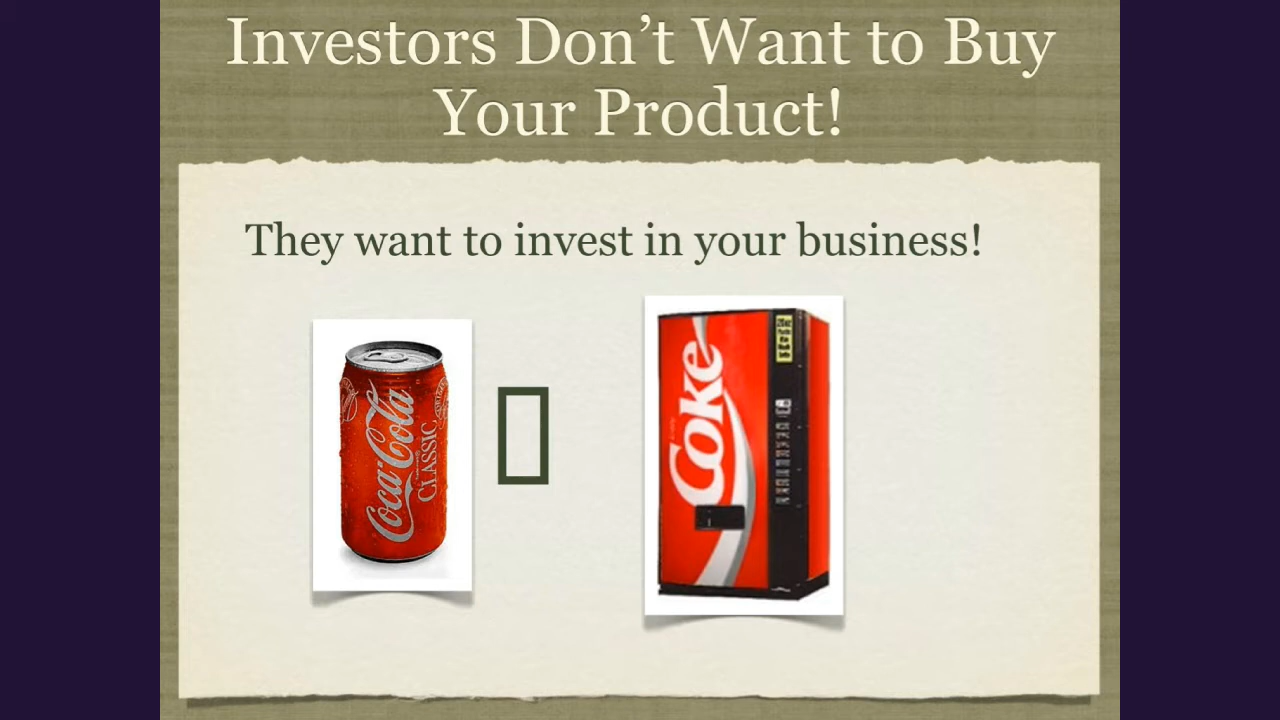 Investors Don’t Want to Buy
Your Product!
They want to invest in your business!
Coca-Cola
CLASSIC
Coke